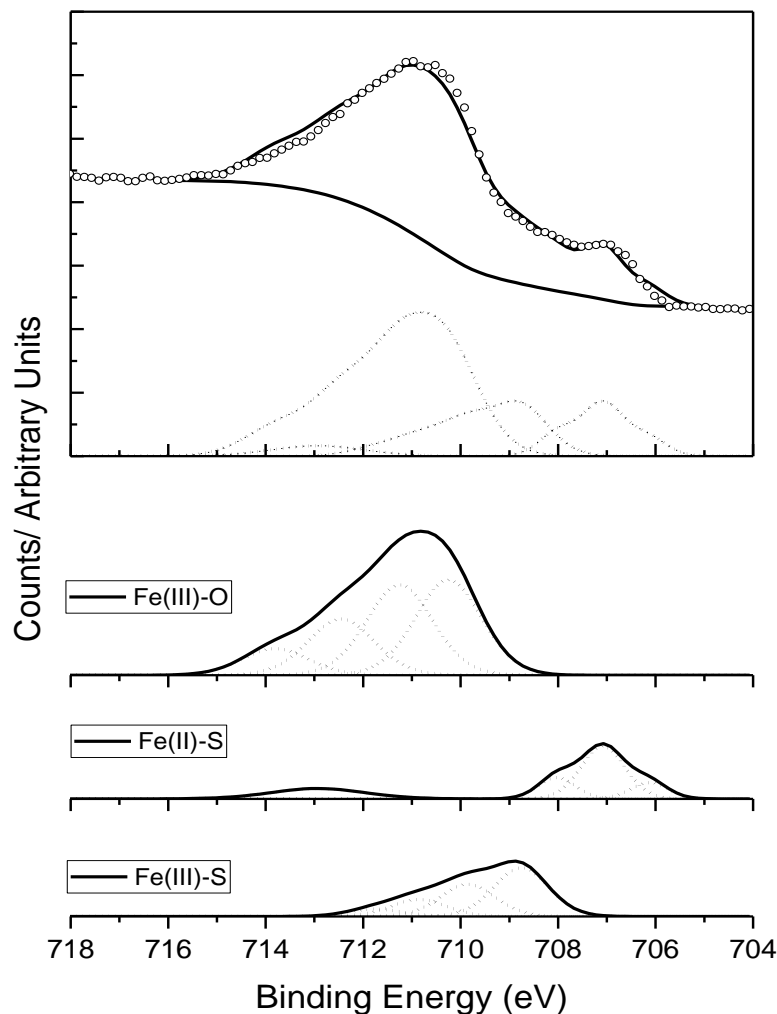 Counts/ Arbitrary Units
Fe(III)-O
Fe(II)-S
Fe(III)-S
718 716 714 712 710 708 706 704
Binding Energy (eV)